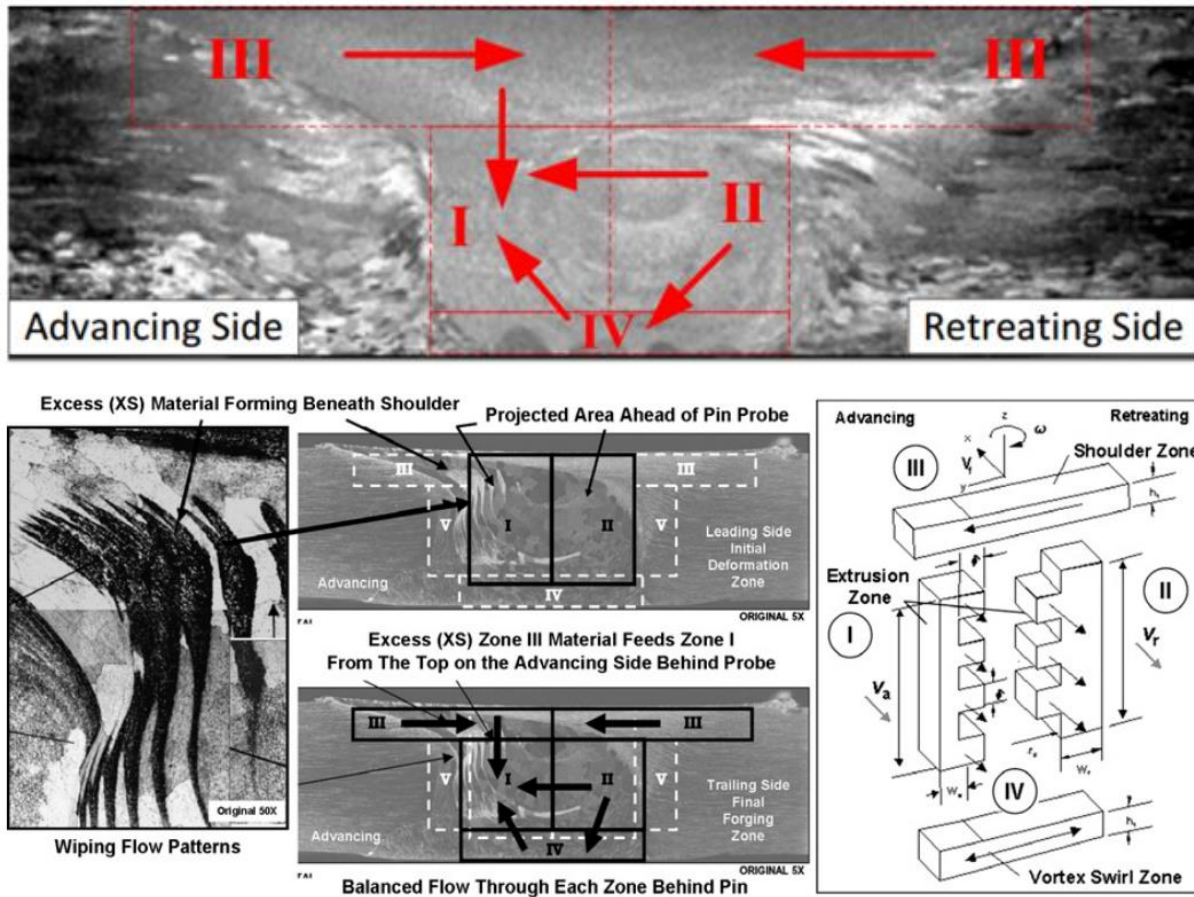 III
III
II
I
IV
Advancing Side
Retreating Side
Excess (XS) Material Forming Beneath Shoulder
Original 50X
Wiping Flow Patterns
Projected Area Ahead of Pin Probe
III
III
V
I
II
V
Leading Side
Initial
Deformation
Zone
Advancing
IV
ORIGINAL 5X
Excess (XS) Zone III Material Feeds Zone I
From The Top on the Advancing Side Behind Probe
III
III
V
I
II
V
Trailing Side
Final
Forging
Zone
Advancing
IV
ORIGINAL 5X
Balanced Flow Through Each Zone Behind Pin
Advancing
Retreating
z
ω
x
y
III
Shoulder Zone
Extrusion
Zone
I
II
Va
Vr
IV
Vortex Swirl Zone